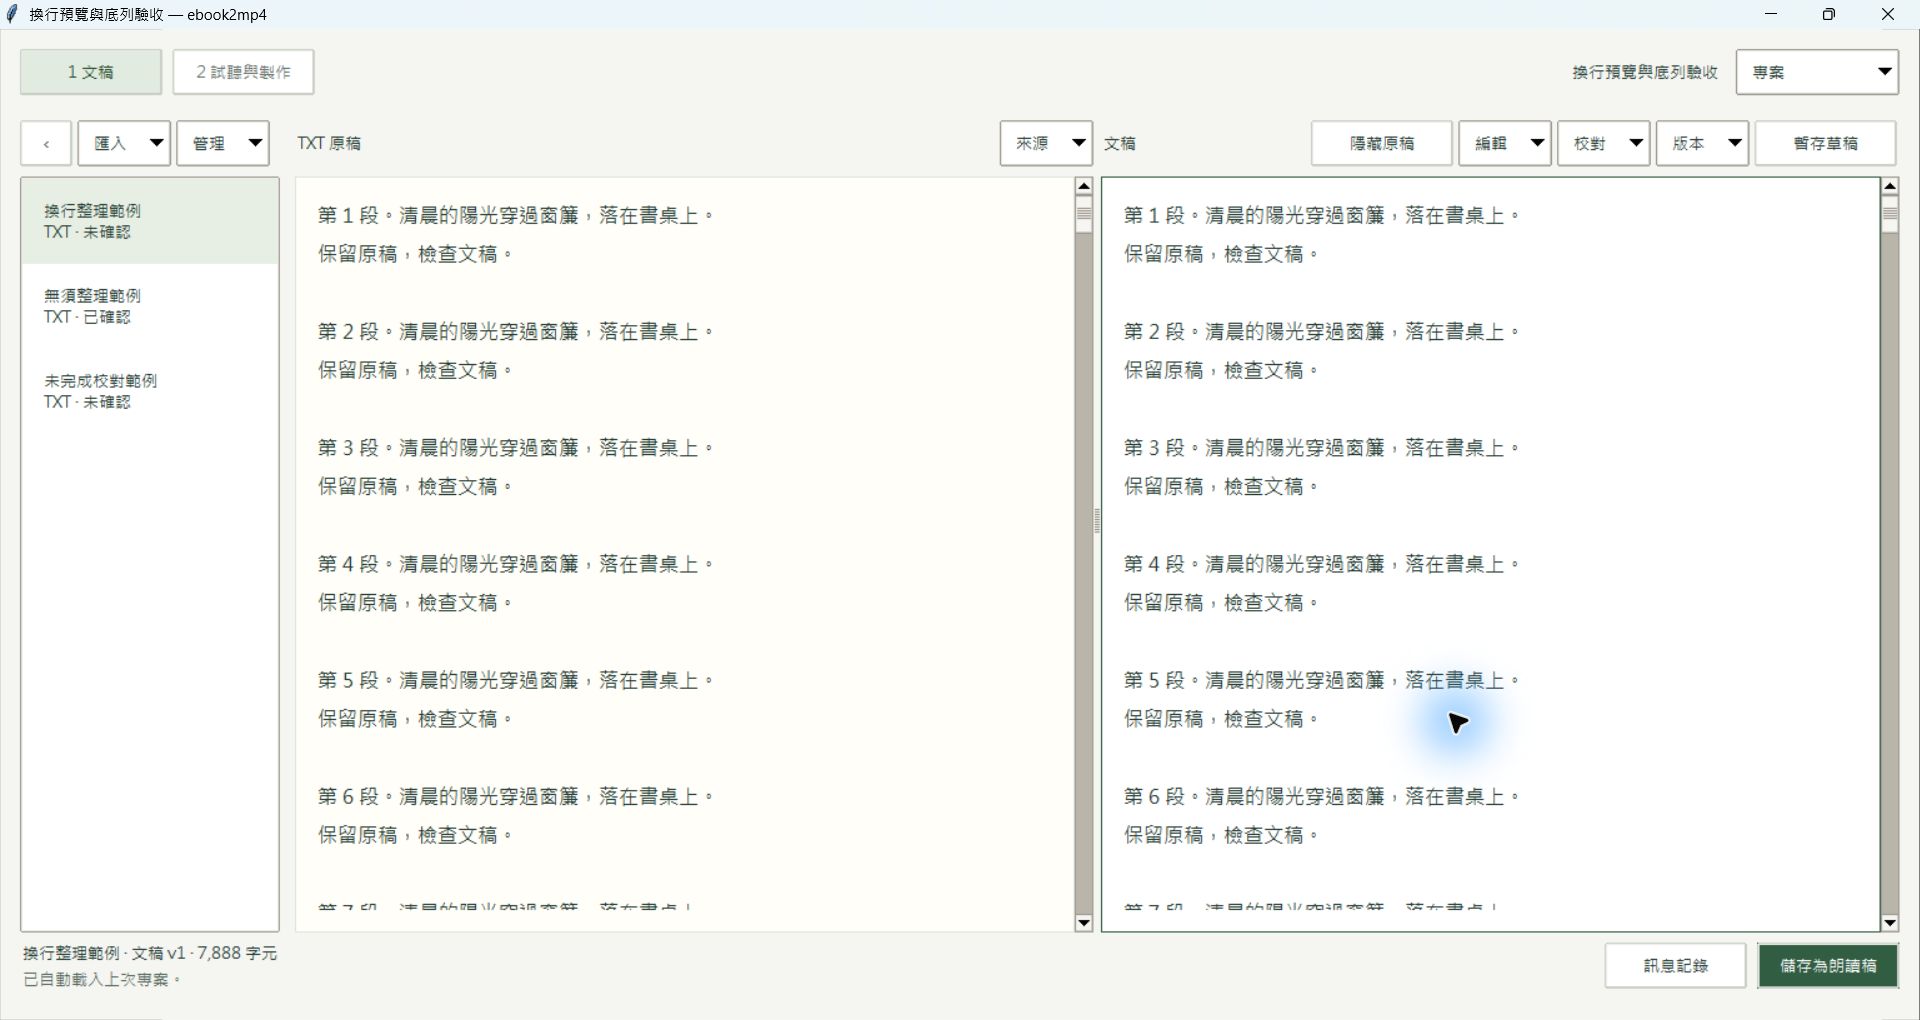 換行預覽與底列驗收 — ebook2mp4
1 文稿
2 試聽與製作
換行預覽與底列驗收
專案
‹
匯入
管理
TXT 原稿
來源
文稿
隱藏原稿
編輯
校對
版本
暫存草稿
換行整理範例
TXT · 未確認
無須整理範例
TXT · 已確認
未完成校對範例
TXT · 未確認
第 1 段。清晨的陽光穿過窗簾，落在書桌上。
保留原稿，檢查文稿。
第 2 段。清晨的陽光穿過窗簾，落在書桌上。
保留原稿，檢查文稿。
第 3 段。清晨的陽光穿過窗簾，落在書桌上。
保留原稿，檢查文稿。
第 4 段。清晨的陽光穿過窗簾，落在書桌上。
保留原稿，檢查文稿。
第 5 段。清晨的陽光穿過窗簾，落在書桌上。
保留原稿，檢查文稿。
第 6 段。清晨的陽光穿過窗簾，落在書桌上。
保留原稿，檢查文稿。
第 1 段。清晨的陽光穿過窗簾，落在書桌上。
保留原稿，檢查文稿。
第 2 段。清晨的陽光穿過窗簾，落在書桌上。
保留原稿，檢查文稿。
第 3 段。清晨的陽光穿過窗簾，落在書桌上。
保留原稿，檢查文稿。
第 4 段。清晨的陽光穿過窗簾，落在書桌上。
保留原稿，檢查文稿。
第 5 段。清晨的陽光穿過窗簾，落在書桌上。
保留原稿，檢查文稿。
第 6 段。清晨的陽光穿過窗簾，落在書桌上。
保留原稿，檢查文稿。
換行整理範例 · 文稿 v1 · 7,888 字元
已自動載入上次專案。
訊息記錄
儲存為朗讀稿